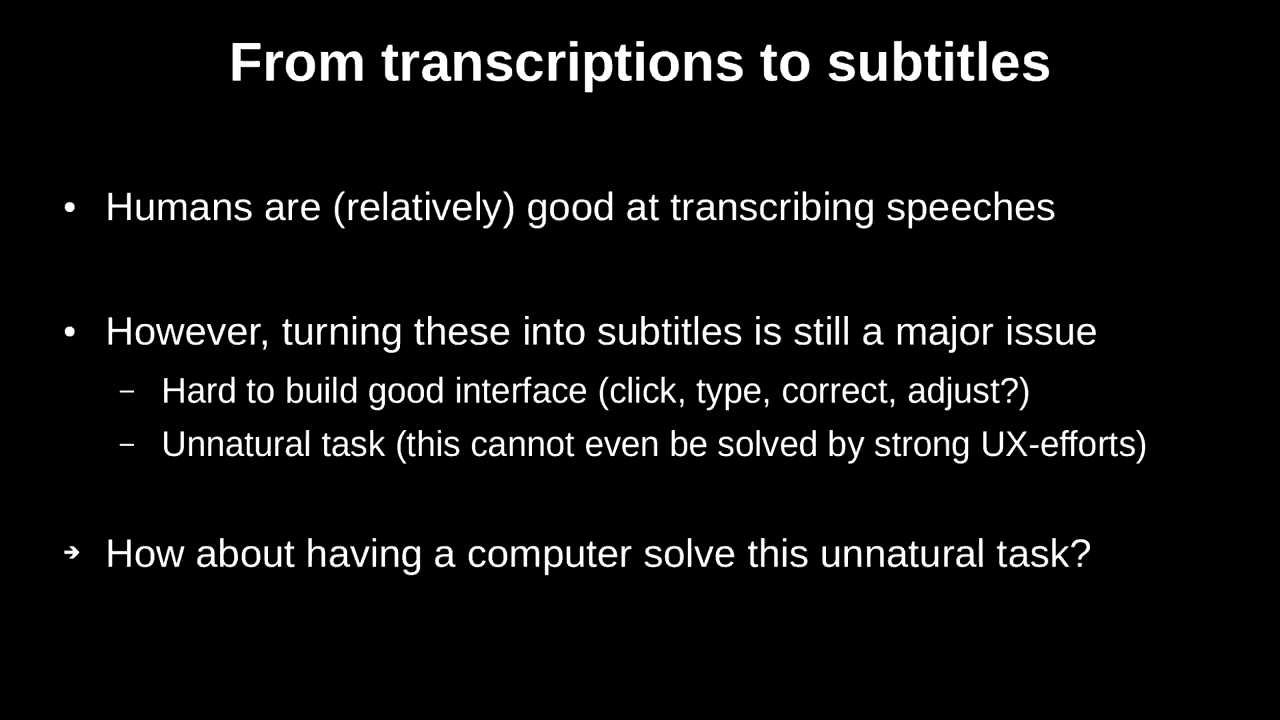 From transcriptions to subtitles
• Humans are (relatively) good at transcribing speeches
• However, turning these into subtitles is still a major issue
– Hard to build good interface (click, type, correct, adjust?)
– Unnatural task (this cannot even be solved by strong UX-efforts)
➔ How about having a computer solve this unnatural task?